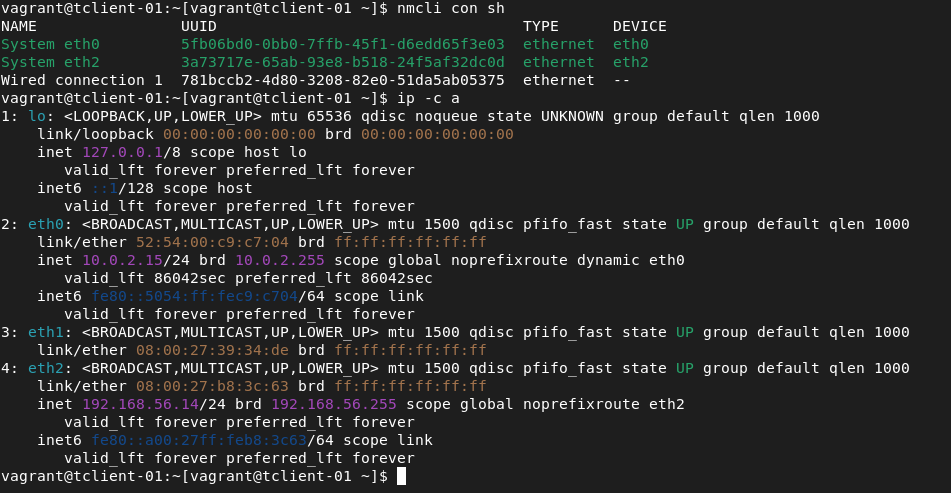 vagrant@tclient-01:~[vagrant@tclient-01 ~]$ nmcli con sh
NAME                UUID                                  TYPE      DEVICE
System eth0         5fb06bd0-0bb0-7ffb-45f1-d6edd65f3e03  ethernet  eth0
System eth2         3a73717e-65ab-93e8-b518-24f5af32dc0d  ethernet  eth2
Wired connection 1  781bccb2-4d80-3208-82e0-51da5ab05375  ethernet  --
vagrant@tclient-01:~[vagrant@tclient-01 ~]$ ip -c a
1: lo: <LOOPBACK,UP,LOWER_UP> mtu 65536 qdisc noqueue state UNKNOWN group default qlen 1000
    link/loopback 00:00:00:00:00:00 brd 00:00:00:00:00:00
    inet 127.0.0.1/8 scope host lo
       valid_lft forever preferred_lft forever
    inet6 ::1/128 scope host
       valid_lft forever preferred_lft forever
2: eth0: <BROADCAST,MULTICAST,UP,LOWER_UP> mtu 1500 qdisc pfifo_fast state UP group default qlen 1000
    link/ether 52:54:00:c9:c7:04 brd ff:ff:ff:ff:ff:ff
    inet 10.0.2.15/24 brd 10.0.2.255 scope global noprefixroute dynamic eth0
       valid_lft 86042sec preferred_lft 86042sec
    inet6 fe80::5054:ff:fec9:c704/64 scope link
       valid_lft forever preferred_lft forever
3: eth1: <BROADCAST,MULTICAST,UP,LOWER_UP> mtu 1500 qdisc pfifo_fast state UP group default qlen 1000
    link/ether 08:00:27:39:34:de brd ff:ff:ff:ff:ff:ff
4: eth2: <BROADCAST,MULTICAST,UP,LOWER_UP> mtu 1500 qdisc pfifo_fast state UP group default qlen 1000
    link/ether 08:00:27:b8:3c:63 brd ff:ff:ff:ff:ff:ff
    inet 192.168.56.14/24 brd 192.168.56.255 scope global noprefixroute eth2
       valid_lft forever preferred_lft forever
    inet6 fe80::a00:27ff:feb8:3c63/64 scope link
       valid_lft forever preferred_lft forever
vagrant@tclient-01:~[vagrant@tclient-01 ~]$